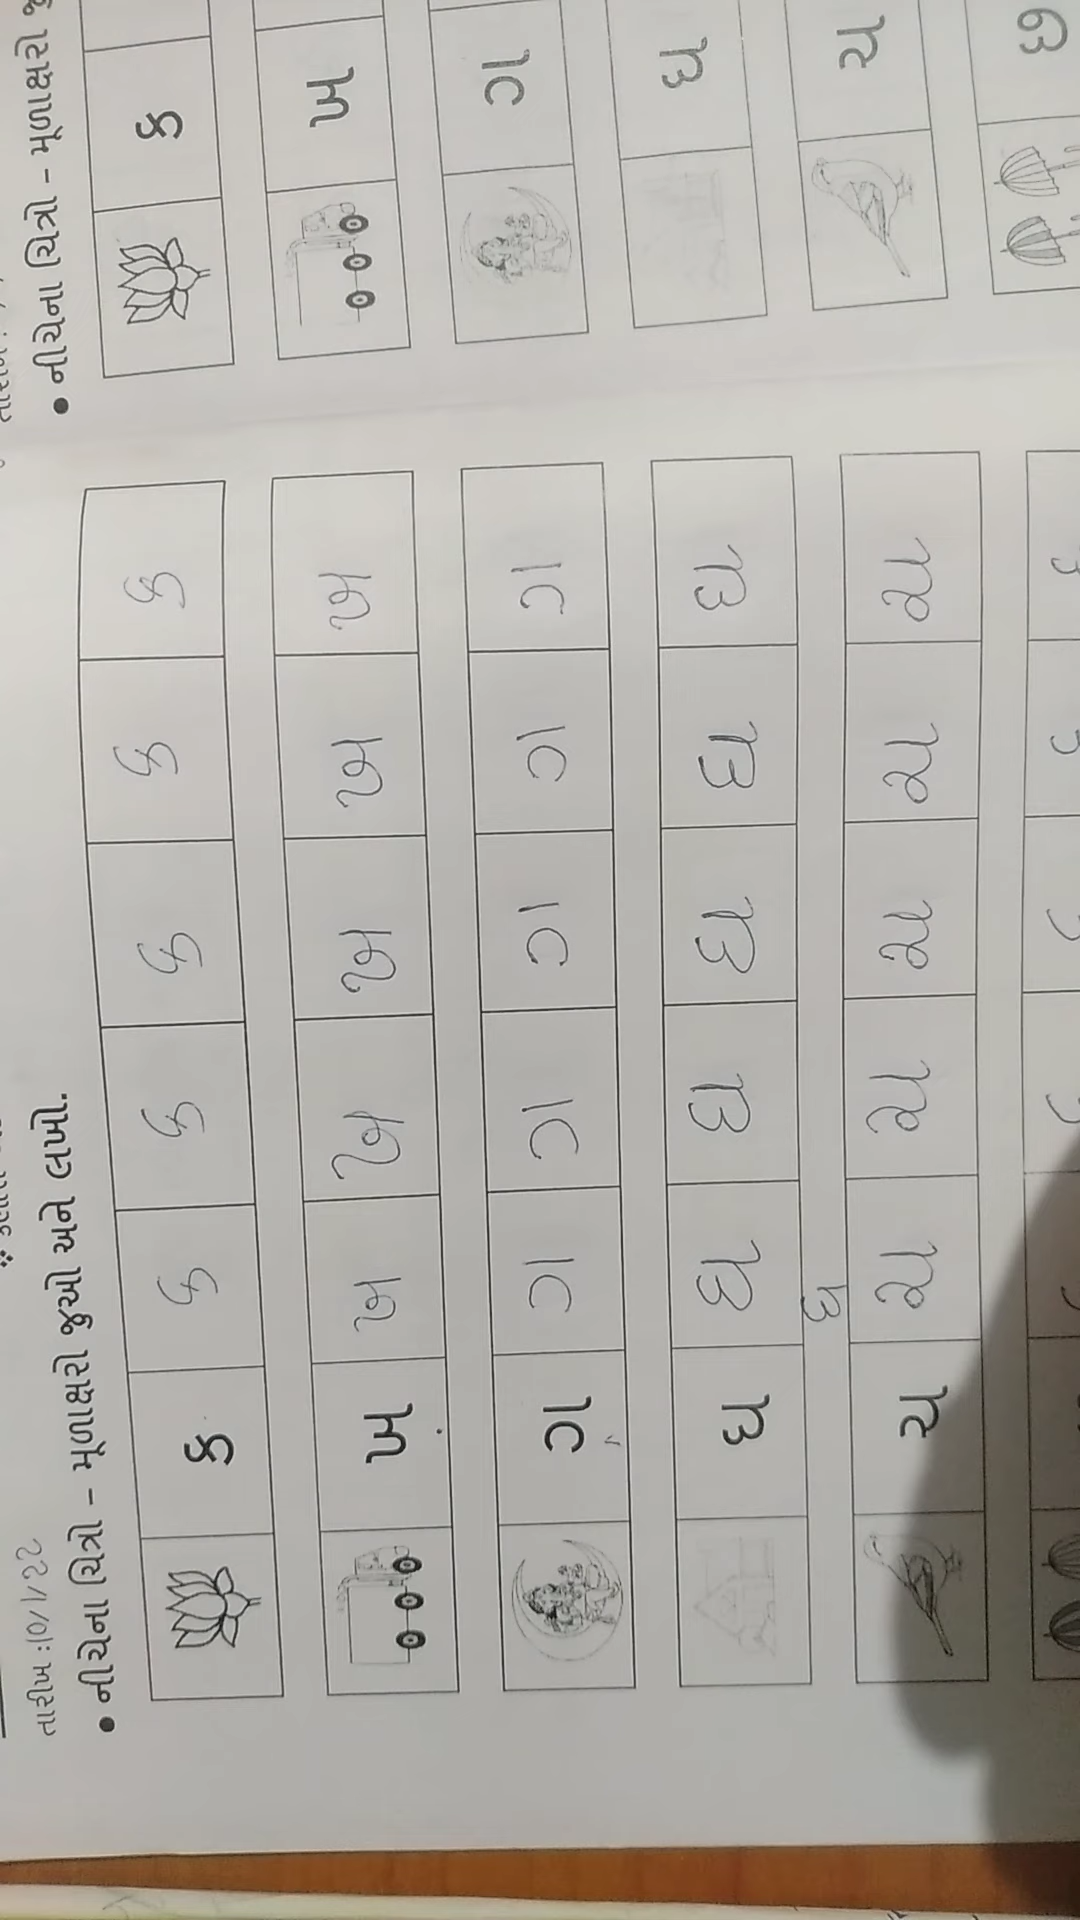 તારીખ :10/1/22
• નીચેના ચિત્રો - મૂળાક્ષરો જુઓ અને લખો.
ક ક ક ક ક ક
ખ ખ ખ ખ ખ ખ
ગ ગ ગ ગ ગ ગ
ઘ ઘ ઘ ઘ ઘ ઘ
ઘ
ચ ચ ચ ચ ચ ચ
• નીચેના ચિત્રો - મૂળાક્ષરો
ક
ખ
ગ
ઘ
ચ
છ